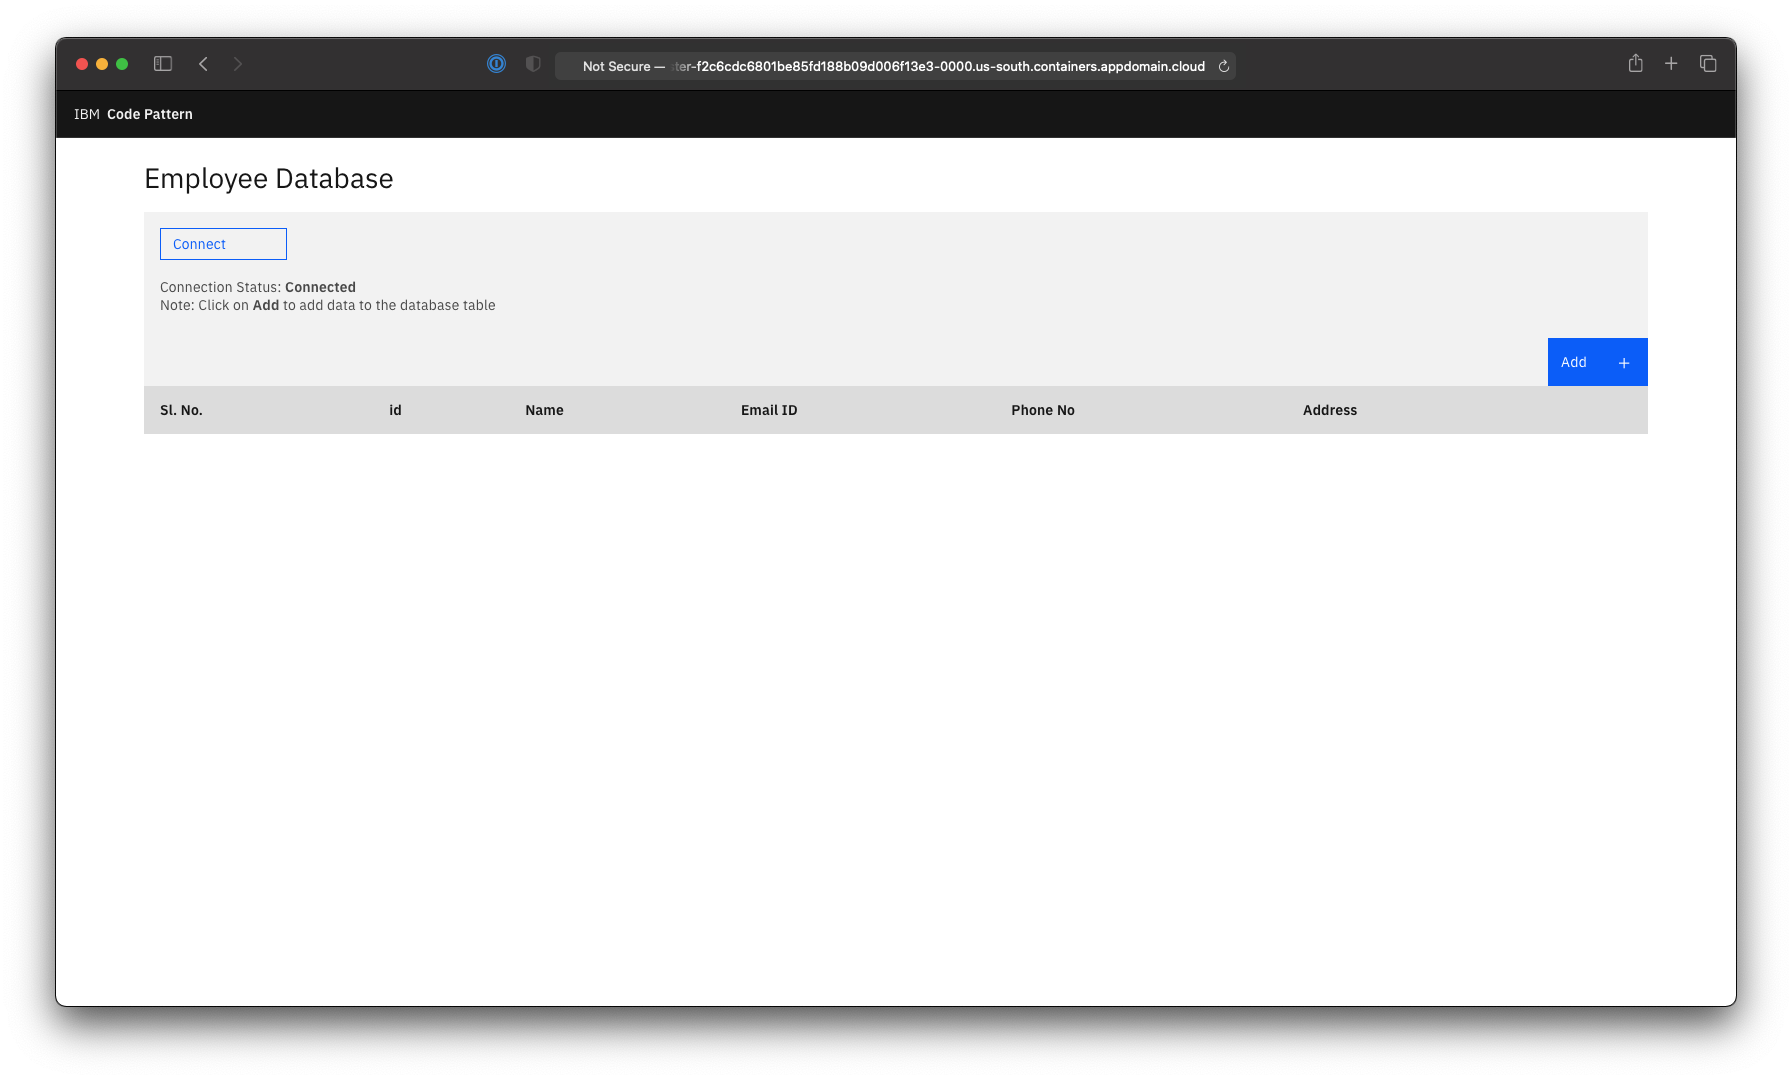 Not Secure — ter-f2c6cdc6801be85fd188b09d006f13e3-0000.us-south.containers.appdomain.cloud
IBM Code Pattern
Employee Database
Connect
Connection Status: Connected
Note: Click on Add to add data to the database table
Add +
Sl. No. id Name Email ID Phone No Address